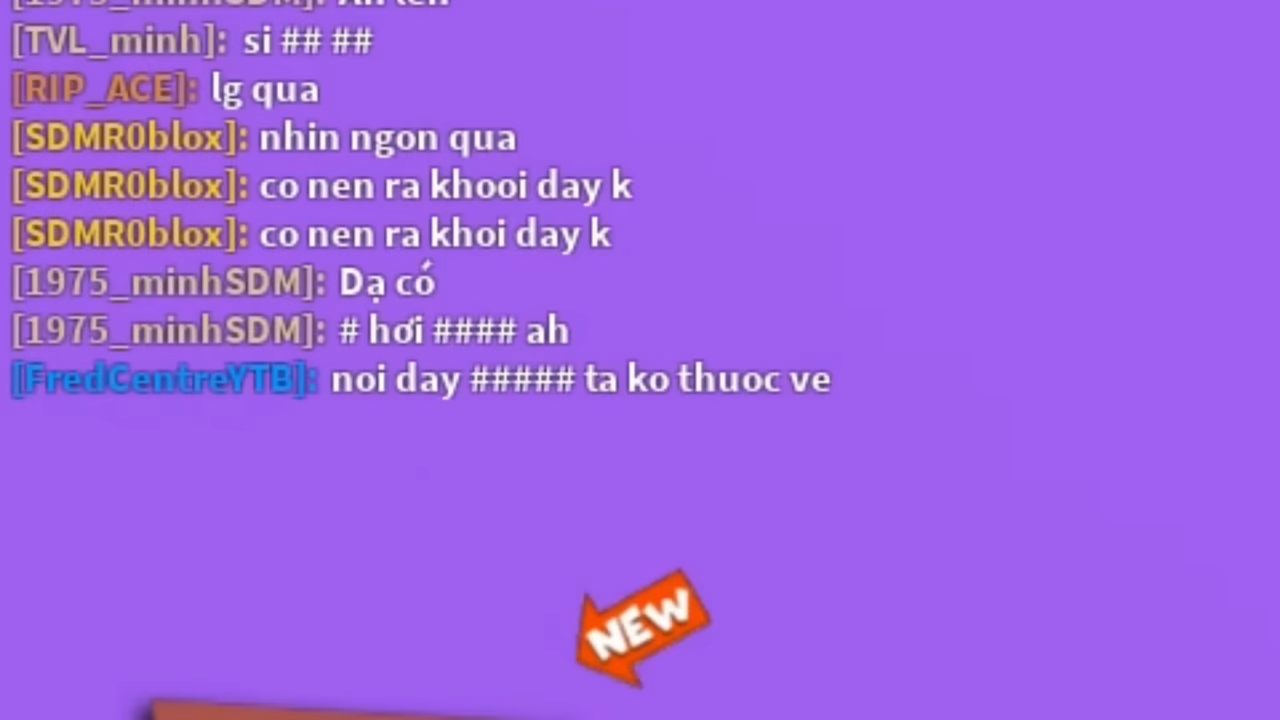 [1975_minhSDM]:
[TVL_minh]: si ## ##
[RIP_ACE]: lg qua
[SDMR0blox]: nhin ngon qua
[SDMR0blox]: co nen ra khooi day k
[SDMR0blox]: co nen ra khoi day k
[1975_minhSDM]: Dạ có
[1975_minhSDM]: # hơi #### ah
[FredCentreYTB]: noi day ##### ta ko thuoc ve
NEW